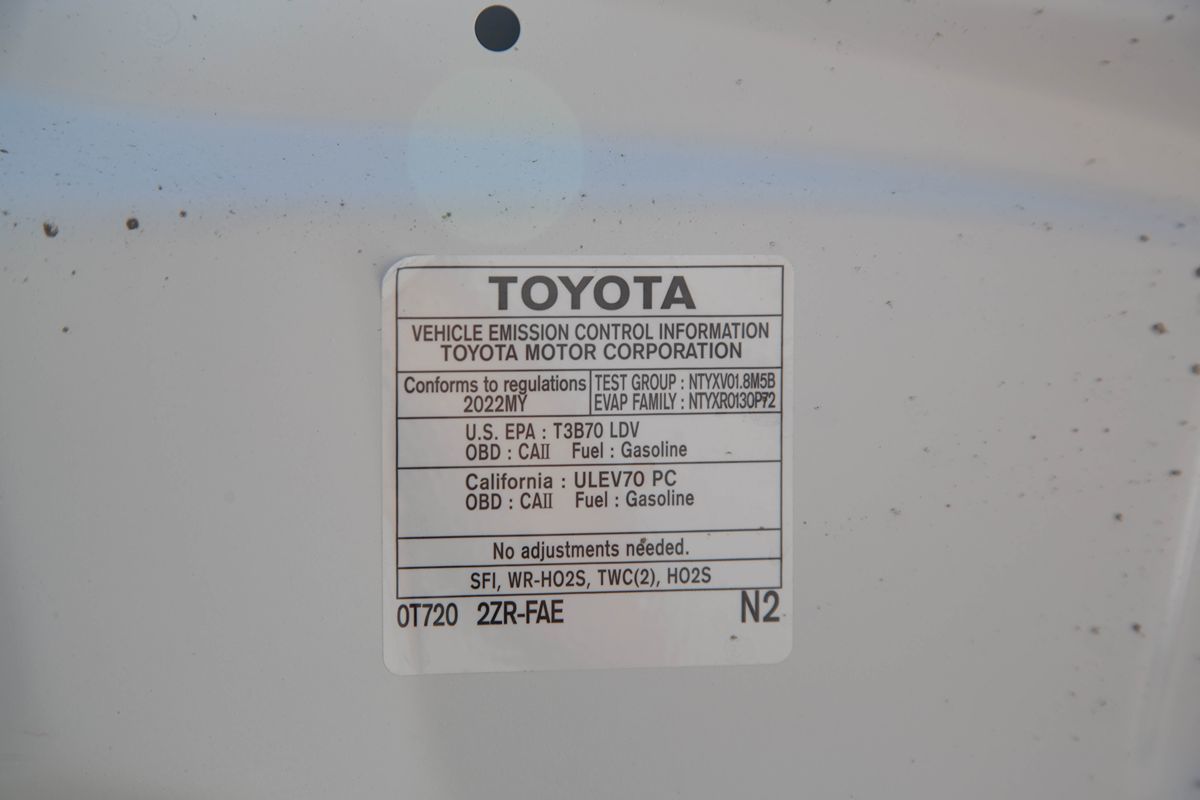 TOYOTA
VEHICLE EMISSION CONTROL INFORMATION
TOYOTA MOTOR CORPORATION
Conforms to regulations
2022MY
TEST GROUP : NTYXV01.8M5B
EVAP FAMILY : NTYXR0130P72
U.S. EPA : T3B70 LDV
OBD : CAII Fuel : Gasoline
California : ULEV70 PC
OBD : CAII Fuel : Gasoline
No adjustments needed.
SFI, WR-HO2S, TWC(2), HO2S
0T720 2ZR-FAE N2